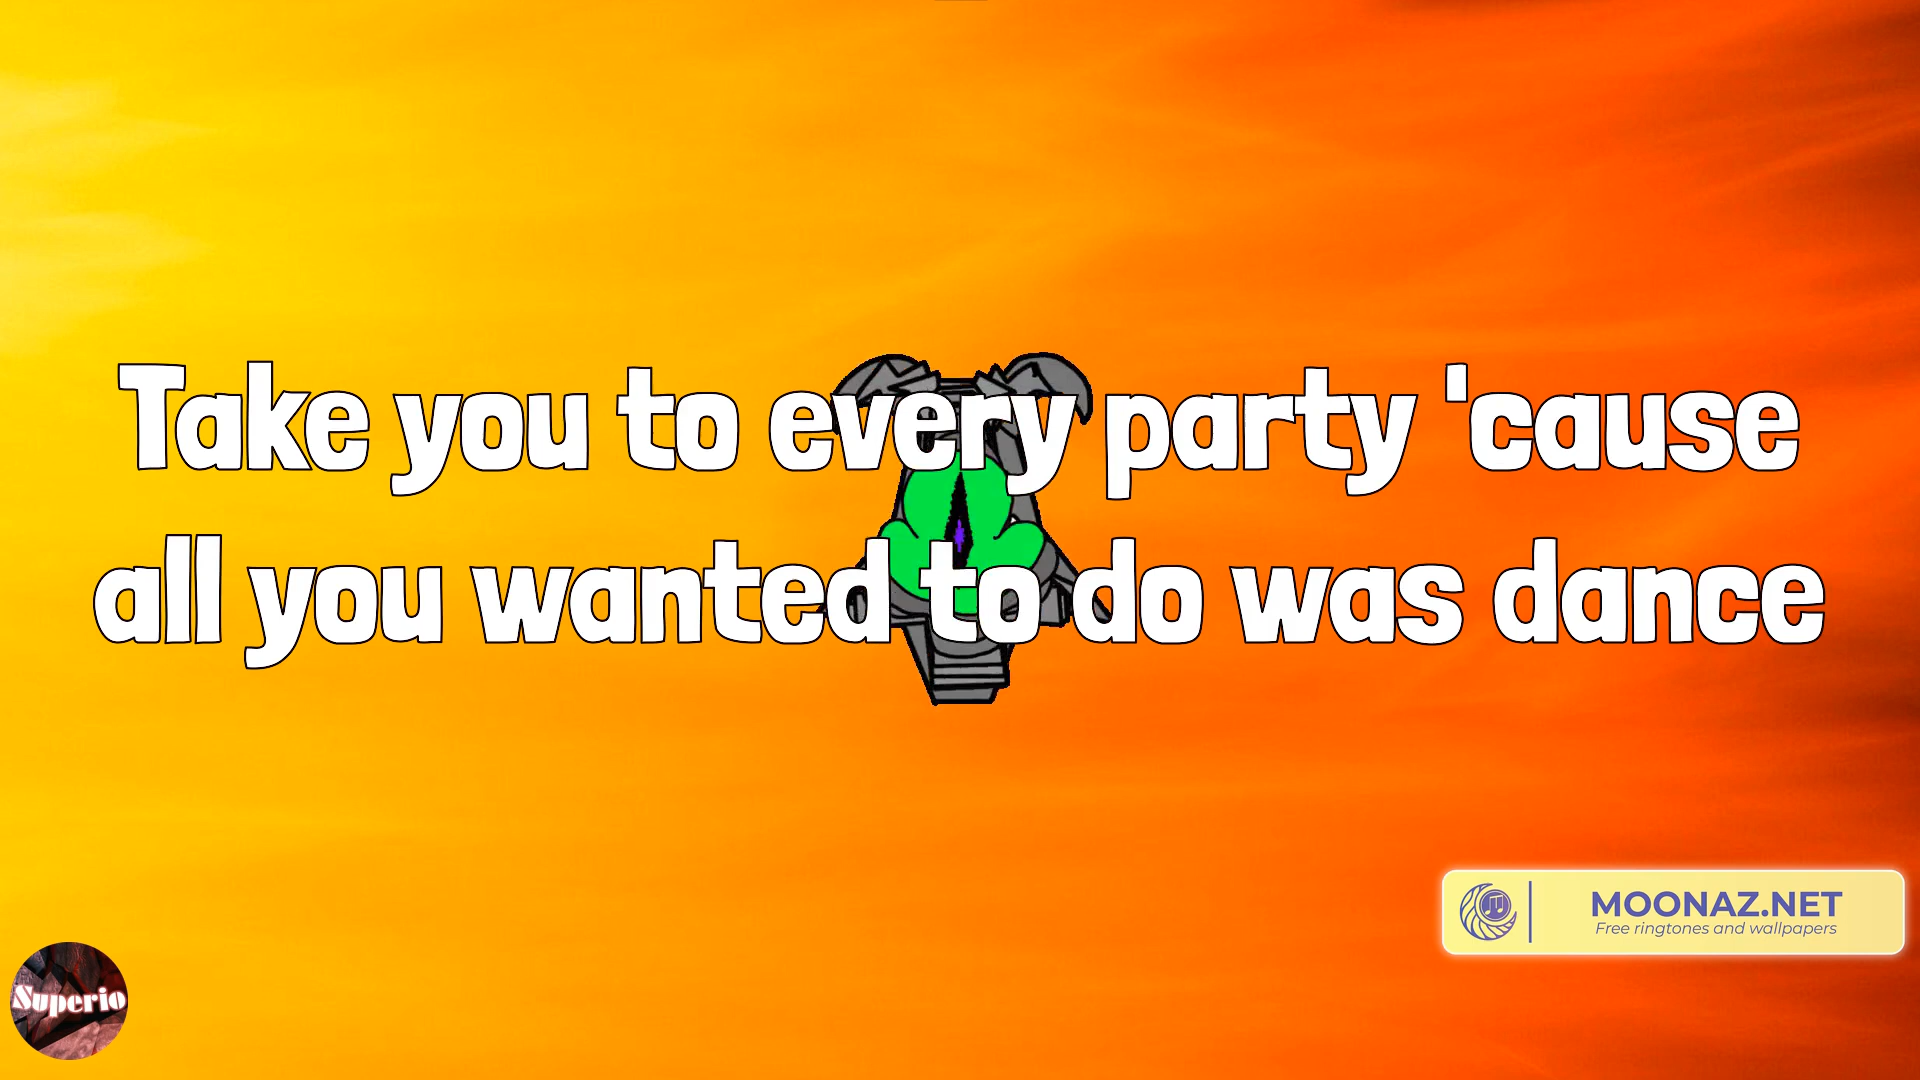 Take you to every party 'cause
all you wanted to do was dance
MOONAZ.NET
Free ringtones and wallpapers
Superio